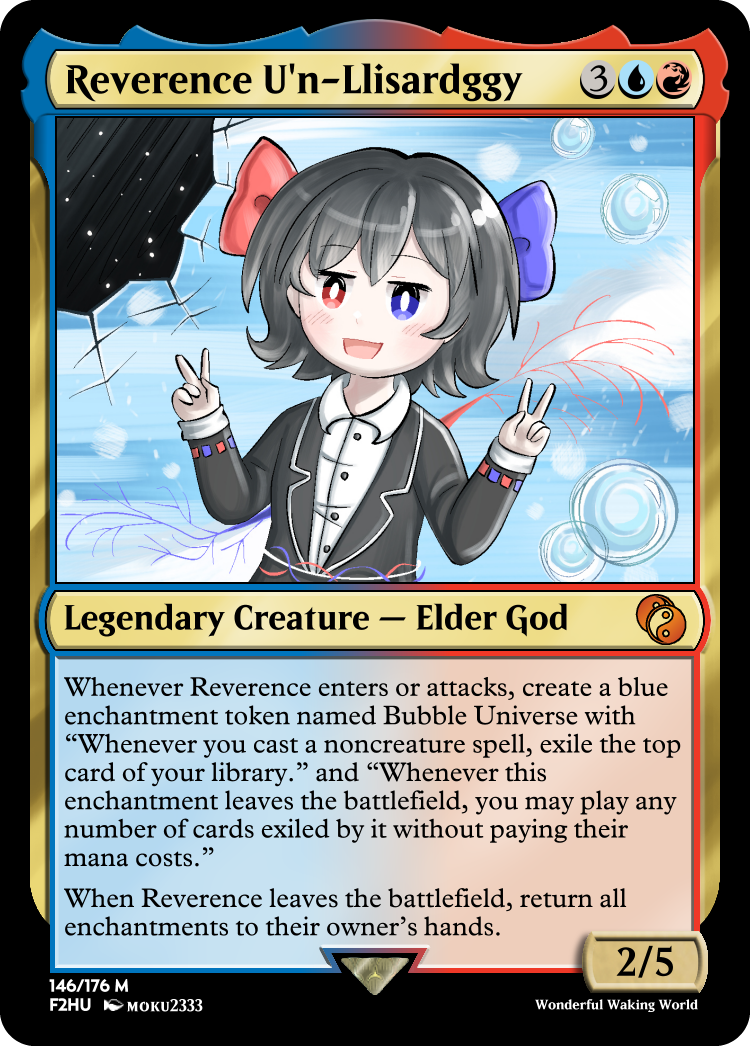 Reverence U'n-Llisardggy 3
Legendary Creature — Elder God
Whenever Reverence enters or attacks, create a blue
enchantment token named Bubble Universe with
“Whenever you cast a noncreature spell, exile the top
card of your library.” and “Whenever this
enchantment leaves the battlefield, you may play any
number of cards exiled by it without paying their
mana costs.”
When Reverence leaves the battlefield, return all
enchantments to their owner’s hands.
2/5
146/176 M
F2HU MOKU2333
Wonderful Waking World